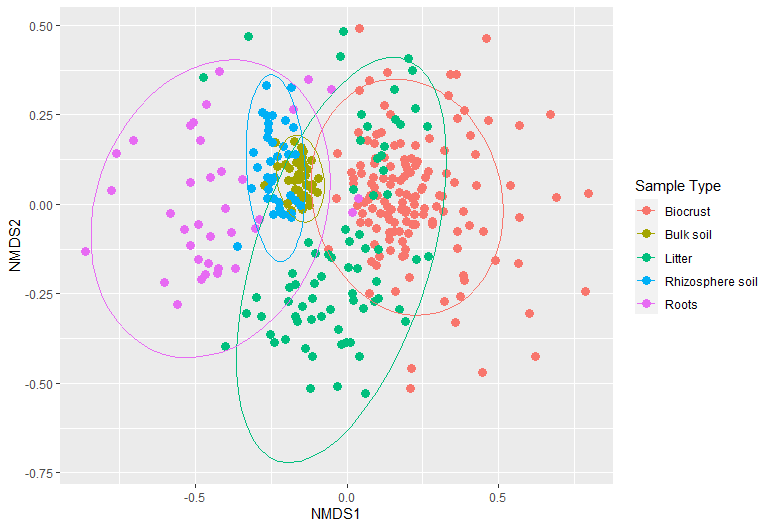 0.50
0.25
0.00
-0.25
-0.50
-0.75
NMDS2
-0.5
0.0
0.5
NMDS1
Sample Type
Biocrust
Bulk soil
Litter
Rhizosphere soil
Roots